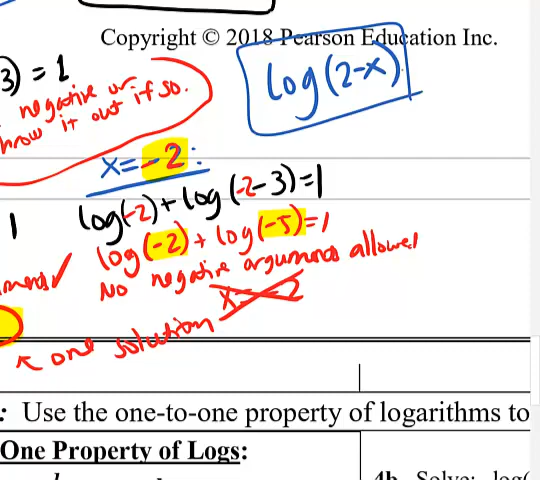 Copyright © 2018 Pearson Education Inc.
3) = 1
log(2-x)
negative or
throw it out if so.
x=-2:
1
log(-2)+log(-2-3)=1
log(-2)+log(-5)=1
No negative arguments allowed
x=-2
↖ one solution
: Use the one-to-one property of logarithms to
One Property of Logs:
4b. Solve: log(